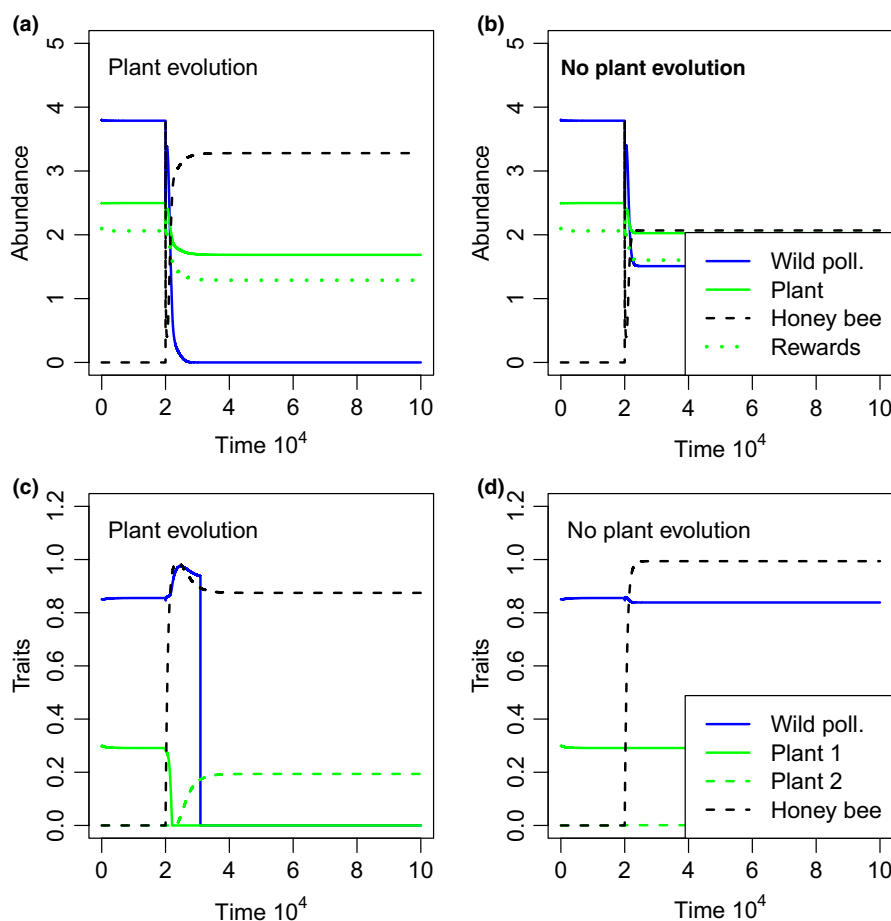 (a)
Plant evolution
Abundance
0 1 2 3 4 5
0 2 4 6 8 10
Time 10^4
(b)
No plant evolution
0 1 2 3 4 5
0 2 4 6 8 10
Time 10^4
Wild poll.
Plant
Honey bee
Rewards
(c)
Plant evolution
Traits
0.0 0.2 0.4 0.6 0.8 1.0 1.2
0 2 4 6 8 10
Time 10^4
(d)
No plant evolution
Traits
0.0 0.2 0.4 0.6 0.8 1.0 1.2
0 2 4 6 8 10
Time 10^4
Wild poll.
Plant 1
Plant 2
Honey bee
Abundance